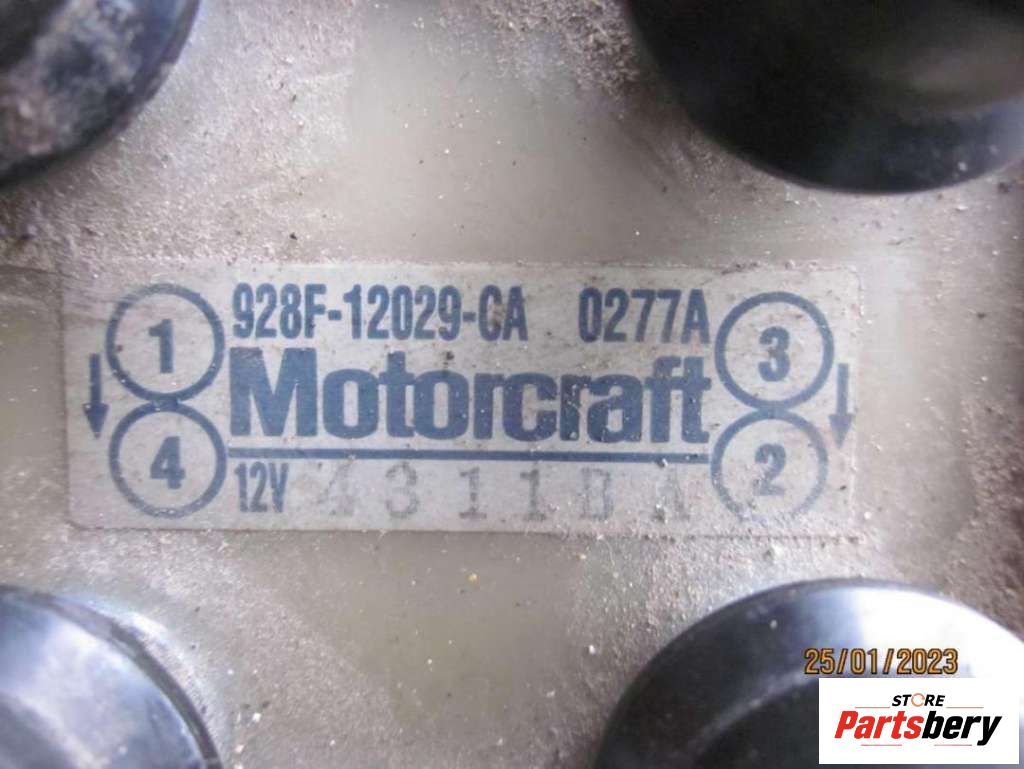 928F-12029-CA 0277A
1 Motorcraft 3
4 12V 4311BA 2
25/01/2023
STORE
Partsbery